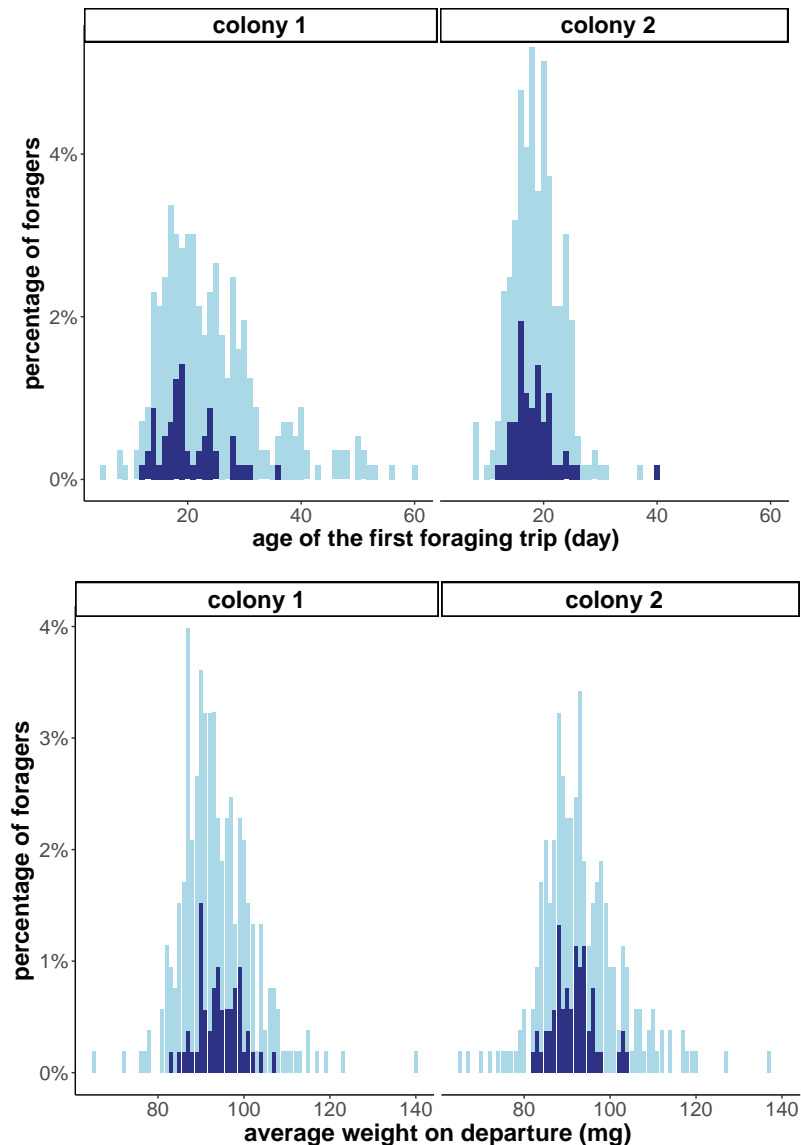 colony 1
colony 2
percentage of foragers
4%
2%
0%
20
40
60
20
40
60
age of the first foraging trip (day)
colony 1
colony 2
percentage of foragers
4%
3%
2%
1%
0%
80
100
120
140
80
100
120
140
average weight on departure (mg)